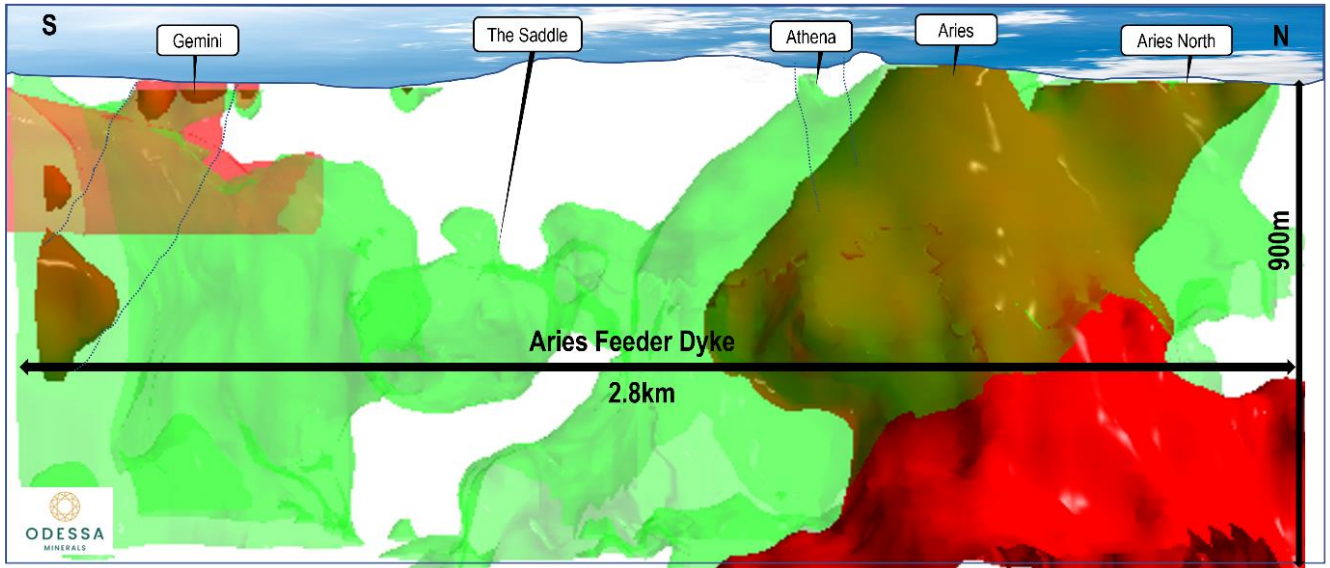 S
Gemini
The Saddle
Athena
Aries
Aries North
N
900m
Aries Feeder Dyke
2.8km
ODESSA
MINERALS